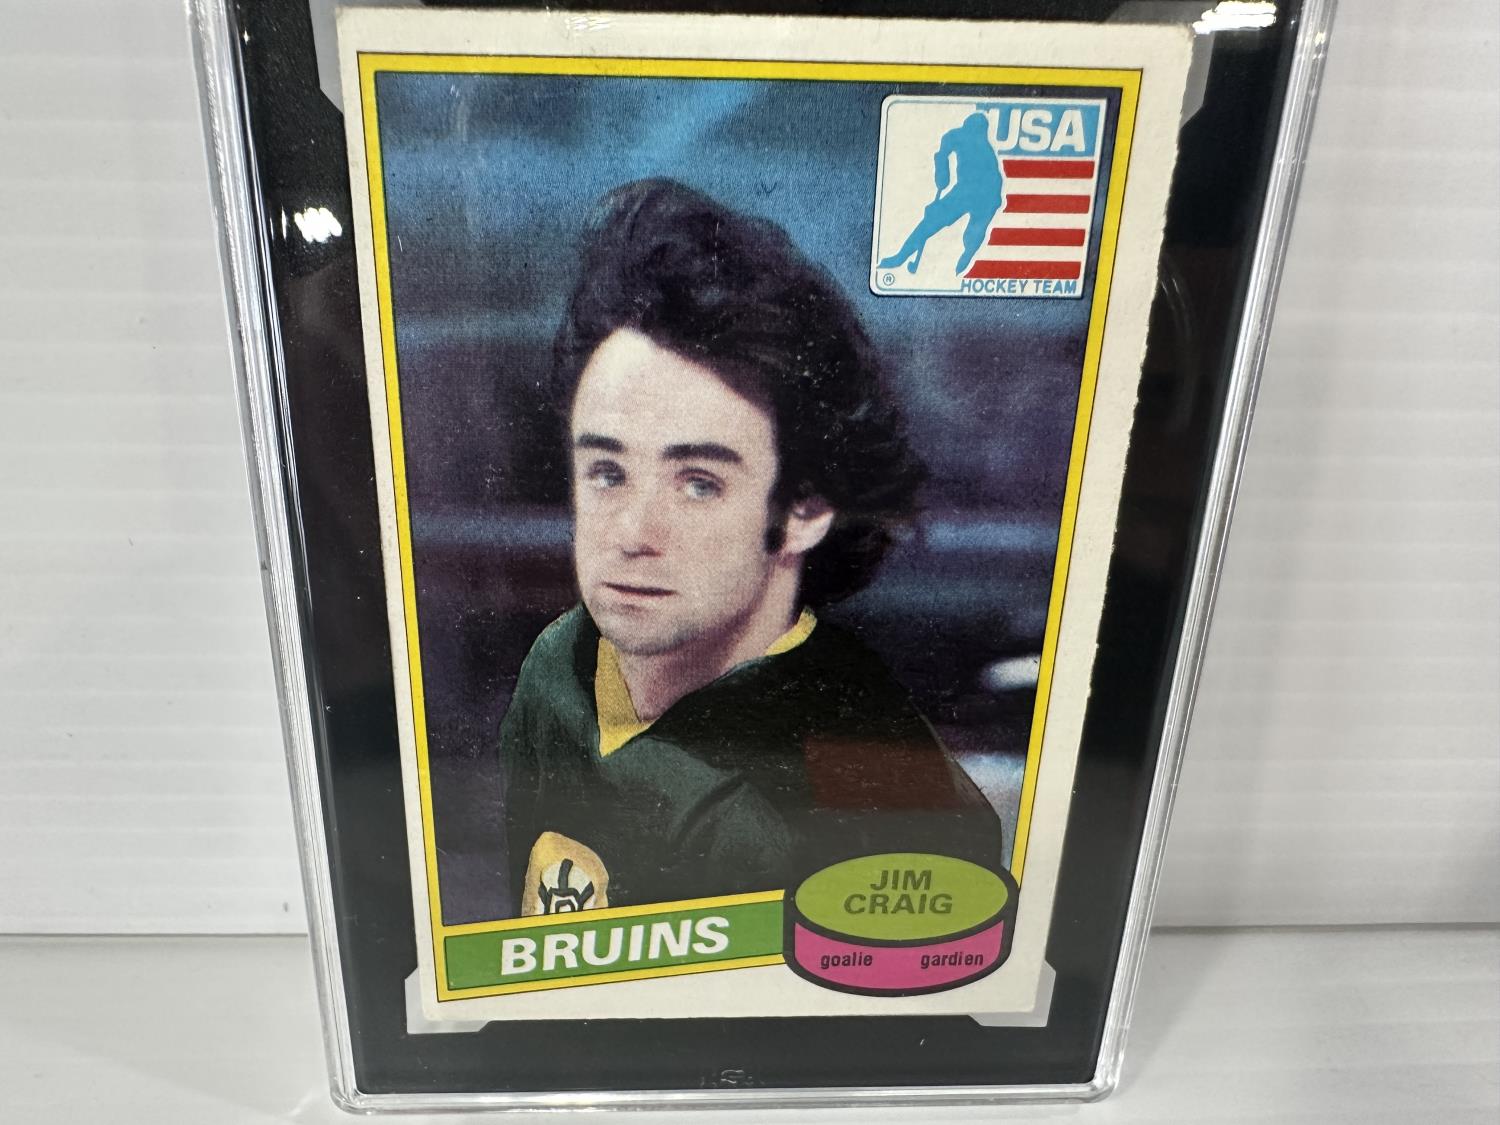 USA
®
HOCKEY TEAM
JIM
CRAIG
BRUINS
goalie gardien